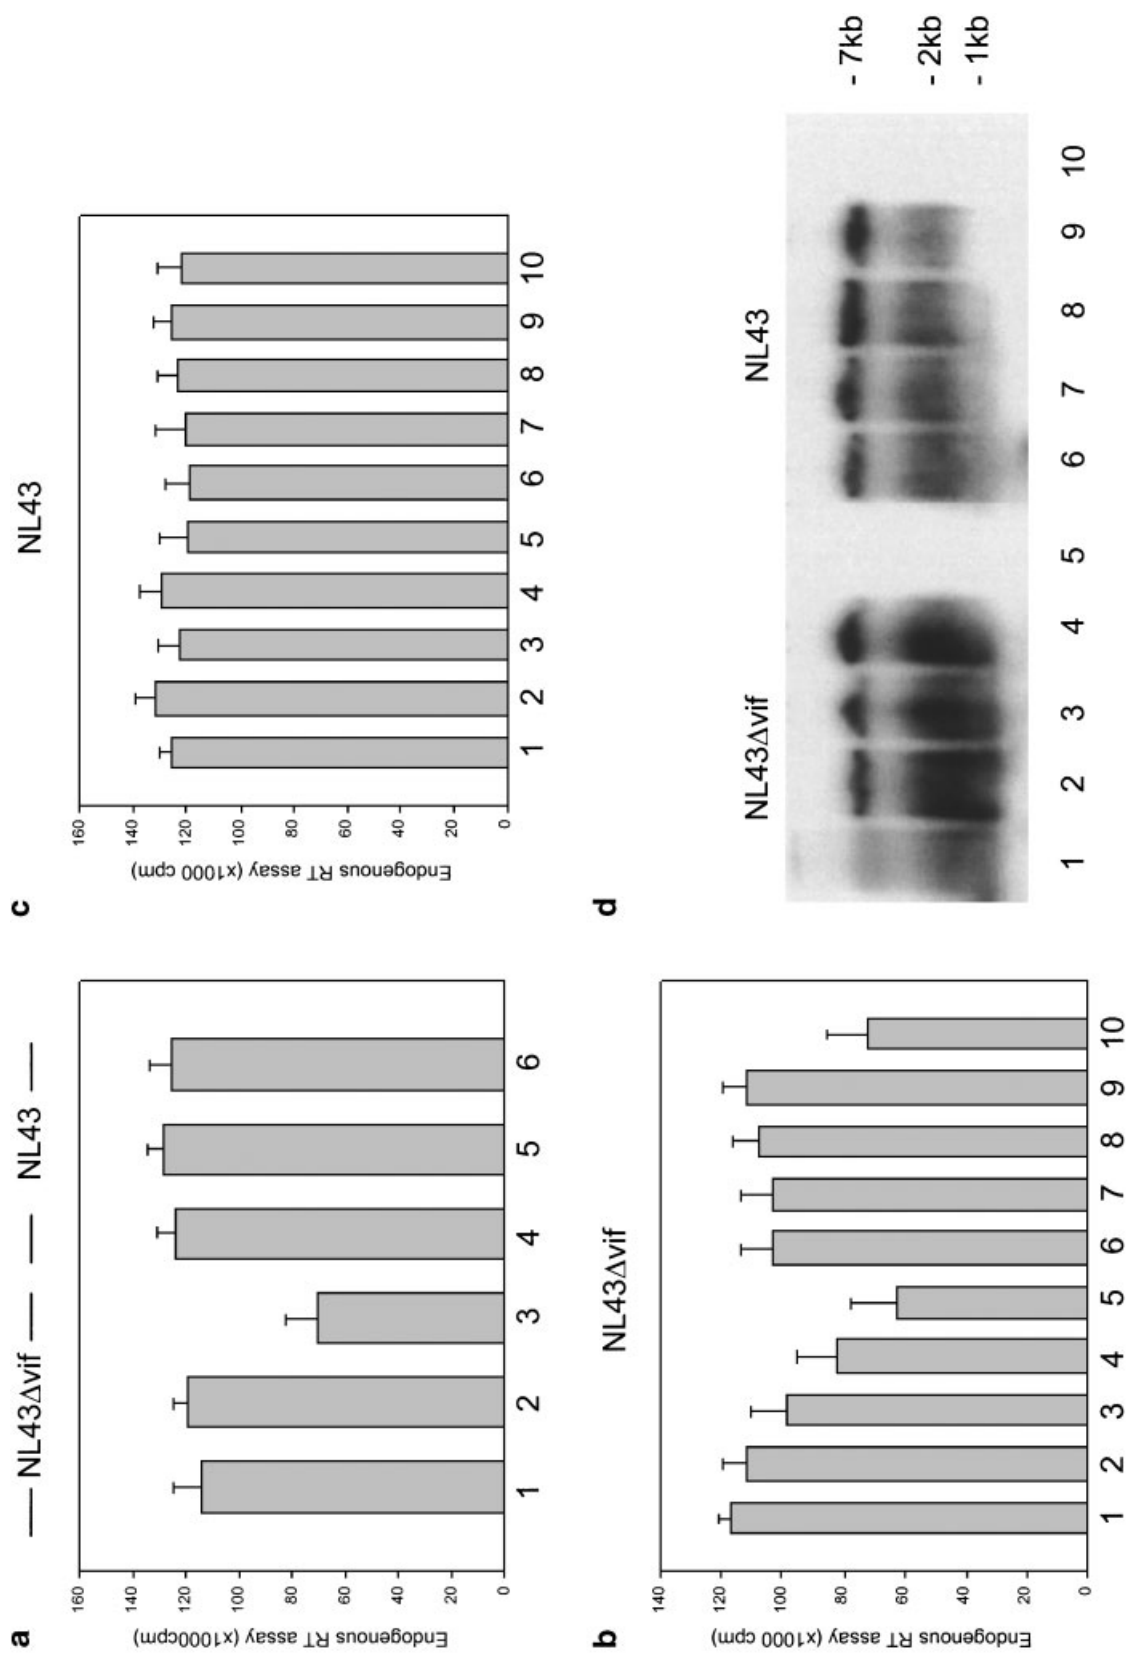 a
NL43Δvif
NL43
Endogenous RT assay (x1000cpm)
160
140
120
100
80
60
40
20
0
1 2 3 4 5 6
b
NL43Δvif
Endogenous RT assay (x1000 cpm)
140
120
100
80
60
40
20
0
1 2 3 4 5 6 7 8 9 10
c
NL43
Endogenous RT assay (x1000 cpm)
160
140
120
100
80
60
40
20
0
1 2 3 4 5 6 7 8 9 10
d
NL43Δvif NL43
- 7kb
- 2kb
- 1kb
1 2 3 4 5 6 7 8 9 10